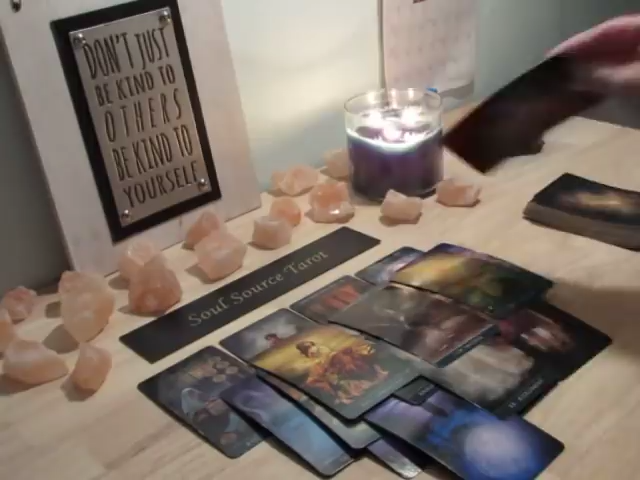 DON'T JUST
BE KIND TO
OTHERS
BE KIND TO
YOURSELF
Soul Source Tarot